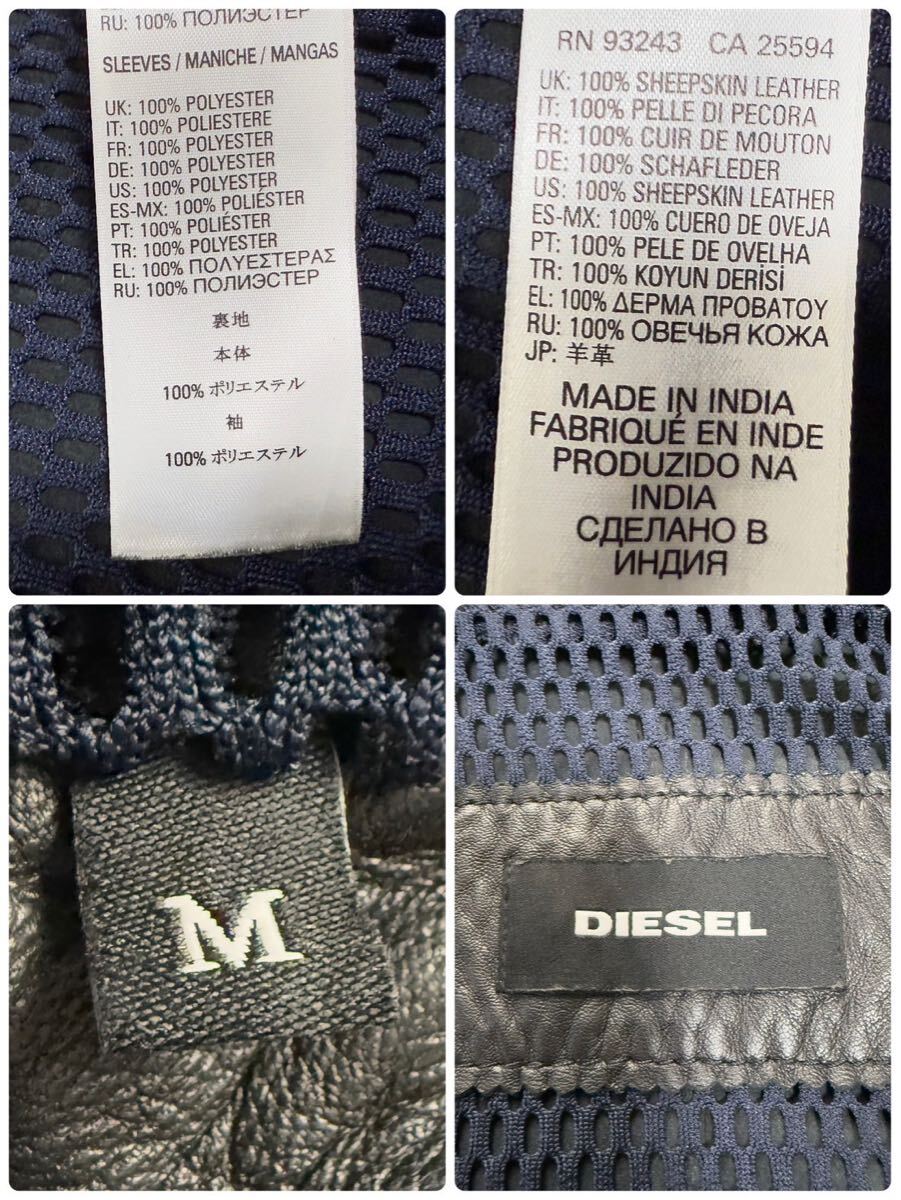 RU: 100% ПОЛИЭСТЕР
SLEEVES / MANICHE / MANGAS
UK: 100% POLYESTER
IT: 100% POLIESTERE
FR: 100% POLYESTER
DE: 100% POLYESTER
US: 100% POLYESTER
ES-MX: 100% POLIÉSTER
PT: 100% POLIÉSTER
TR: 100% POLYESTER
EL: 100% ΠΟΛΥΕΣΤΕΡΑΣ
RU: 100% ПОЛИЭСТЕР
裏地
本体
100% ポリエステル
袖
100% ポリエステル
RN 93243 CA 25594
UK: 100% SHEEPSKIN LEATHER
IT: 100% PELLE DI PECORA
FR: 100% CUIR DE MOUTON
DE: 100% SCHAFLEDER
US: 100% SHEEPSKIN LEATHER
ES-MX: 100% CUERO DE OVEJA
PT: 100% PELE DE OVELHA
TR: 100% KOYUN DERİSİ
EL: 100% ΔΕΡΜΑ ΠΡΟΒΑΤΟΥ
RU: 100% ОВЕЧЬЯ КОЖА
JP: 羊革
MADE IN INDIA
FABRIQUÉ EN INDE
PRODUZIDO NA
INDIA
СДЕЛАНО В
ИНДИЯ
M
DIESEL